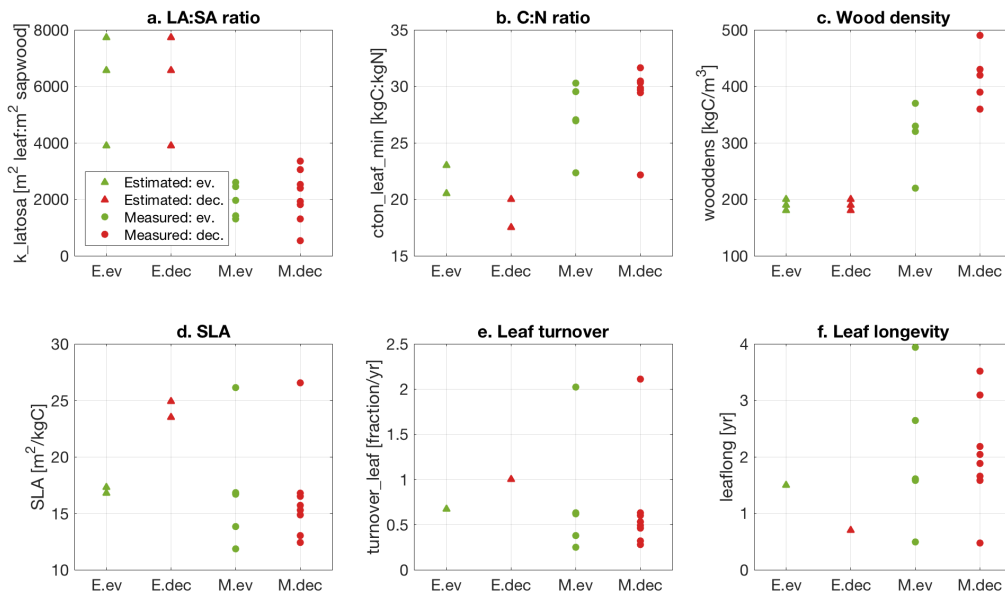 a. LA:SA ratio
k_latosa [m² leaf:m² sapwood]
8000
6000
4000
2000
0
Estimated: ev.
Estimated: dec.
Measured: ev.
Measured: dec.
E.ev E.dec M.ev M.dec
b. C:N ratio
cton_leaf_min [kgC:kgN]
35
30
25
20
15
E.ev E.dec M.ev M.dec
c. Wood density
wooddens [kgC/m³]
500
400
300
200
100
E.ev E.dec M.ev M.dec
d. SLA
SLA [m²/kgC]
30
25
20
15
10
E.ev E.dec M.ev M.dec
e. Leaf turnover
turnover_leaf [fraction/yr]
2.5
2
1.5
1
0.5
0
E.ev E.dec M.ev M.dec
f. Leaf longevity
leaflong [yr]
4
3
2
1
0
E.ev E.dec M.ev M.dec